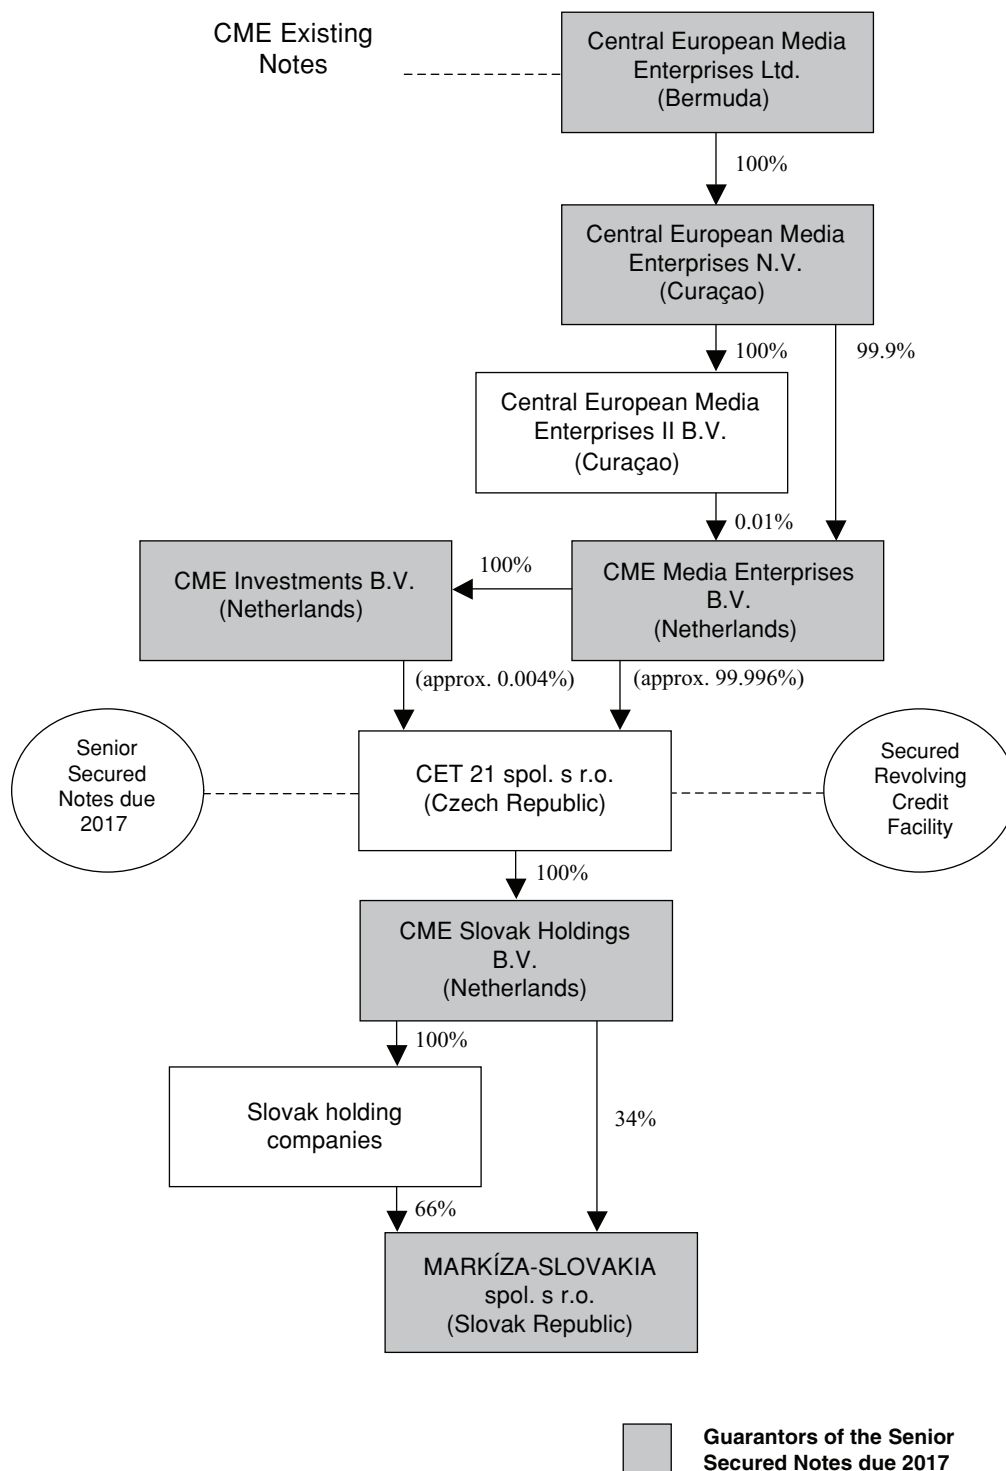 CME Existing
Notes
Central European Media
Enterprises Ltd.
(Bermuda)
100%
Central European Media
Enterprises N.V.
(Curaçao)
100%
99.9%
Central European Media
Enterprises II B.V.
(Curaçao)
0.01%
CME Investments B.V.
(Netherlands)
100%
CME Media Enterprises
B.V.
(Netherlands)
(approx. 0.004%)
(approx. 99.996%)
Senior
Secured
Notes due
2017
CET 21 spol. s r.o.
(Czech Republic)
Secured
Revolving
Credit
Facility
100%
CME Slovak Holdings
B.V.
(Netherlands)
100%
Slovak holding
companies
34%
66%
MARKÍZA-SLOVAKIA
spol. s r.o.
(Slovak Republic)
Guarantors of the Senior
Secured Notes due 2017